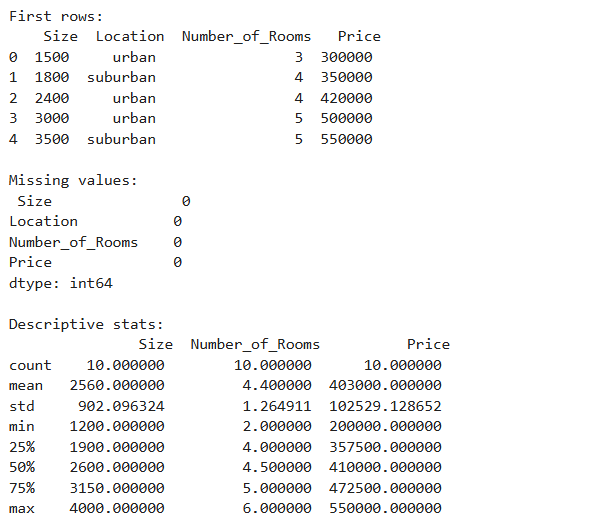 First rows:
Size Location Number_of_Rooms Price
0 1500 urban 3 300000
1 1800 suburban 4 350000
2 2400 urban 4 420000
3 3000 urban 5 500000
4 3500 suburban 5 550000
Missing values:
Size 0
Location 0
Number_of_Rooms 0
Price 0
dtype: int64
Descriptive stats:
Size Number_of_Rooms Price
count 10.000000 10.000000 10.000000
mean 2560.000000 4.400000 403000.000000
std 902.096324 1.264911 102529.128652
min 1200.000000 2.000000 200000.000000
25% 1900.000000 4.000000 357500.000000
50% 2600.000000 4.500000 410000.000000
75% 3150.000000 5.000000 472500.000000
max 4000.000000 6.000000 550000.000000